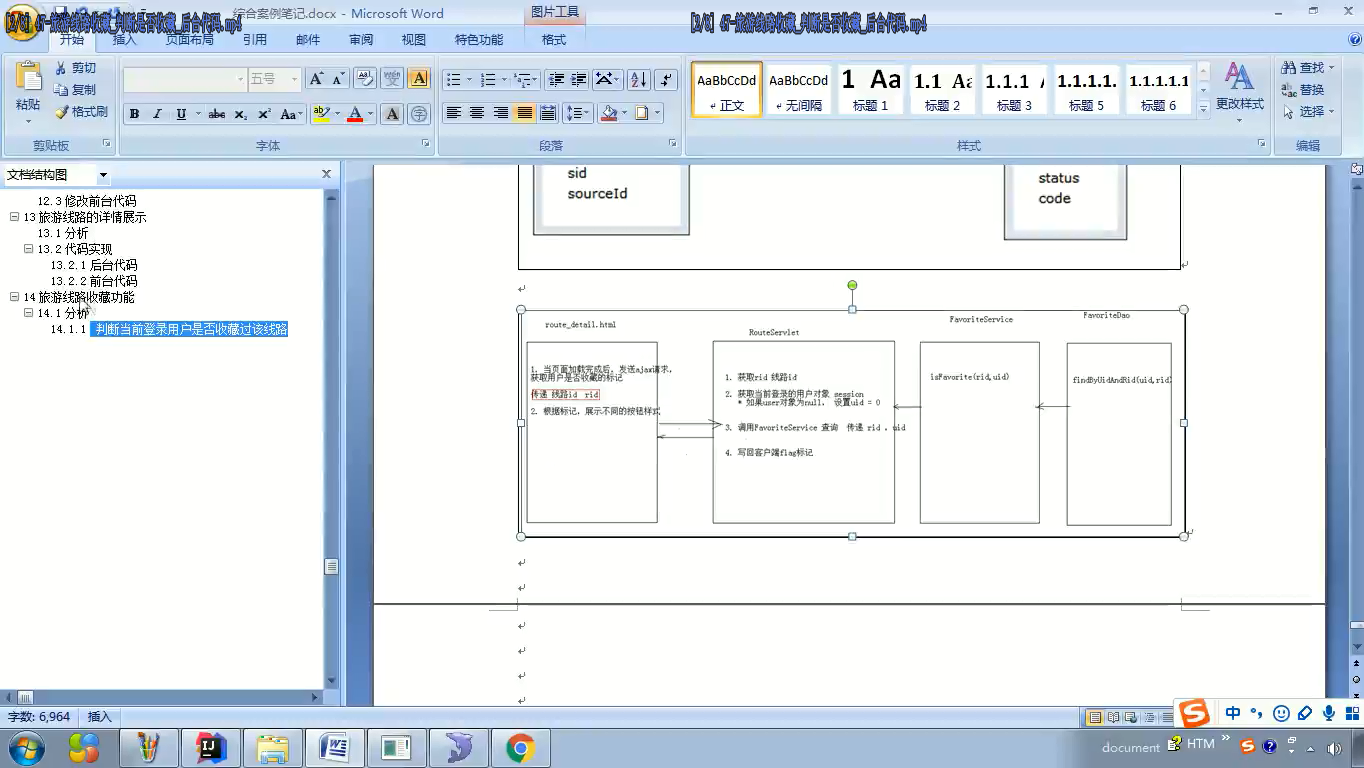 [2/8] 47-旅游线路收藏_判断是否收藏_后台代码.mp4
[2/8] 47-旅游线路收藏_判断是否收藏_后台代码.mp4
综合案例笔记.docx - Microsoft Word
图片工具
开始 插入 页面布局 引用 邮件 审阅 视图 特色功能 格式
粘贴
剪切
复制
格式刷
五号
AaBbCcDd AaBbCcDd 1 Aa 1.1 Aa 1.1.1 1.1.1.1. 1.1.1.1.1
正文 无间隔 标题 1 标题 2 标题 3 标题 5 标题 6
更改样式
查找
替换
选择
剪贴板 字体 段落 样式 编辑
文档结构图
12.3 修改前台代码
13 旅游线路的详情展示
13.1 分析
13.2 代码实现
13.2.1 后台代码
13.2.2 前台代码
14 旅游线路收藏功能
14.1 分析
14.1.1 判断当前登录用户是否收藏过该线路
sid
sourceId
status
code
route_detail.html
1. 当页面加载完成后，发送ajax请求，
获取用户是否收藏的标记
传递 线路id rid
2. 根据标记，展示不同的按钮样式
RouteServlet
1. 获取rid 线路id
2. 获取当前登录的用户对象 session
* 如果user对象为null， 设置uid = 0
3. 调用FavoriteService 查询 传递 rid ，uid
4. 写回客户端flag标记
FavoriteService
isFavorite(rid,uid)
FavoriteDao
findByUidAndRid(uid,rid)
字数: 6,964 插入
中
document HTM